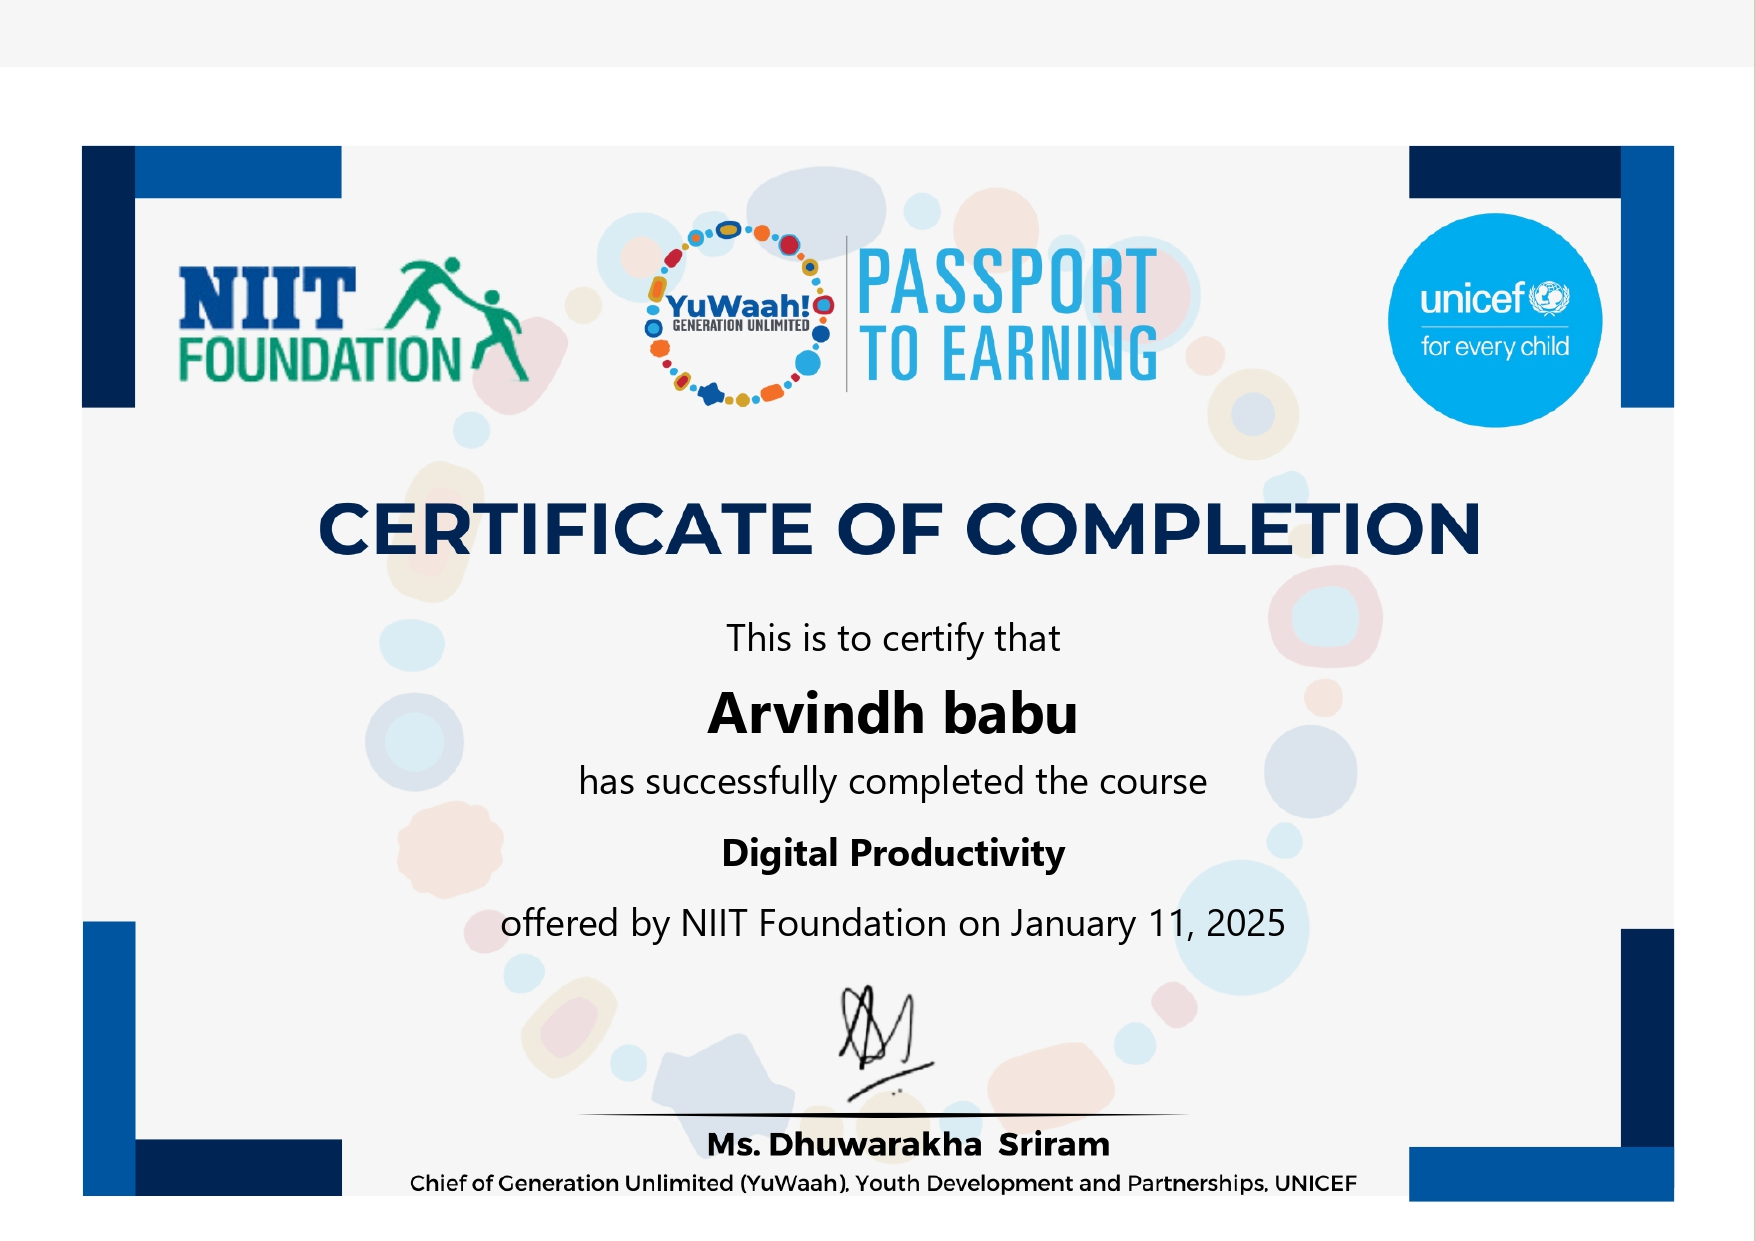 NIIT
FOUNDATION
YuWaah!
GENERATION UNLIMITED
PASSPORT
TO EARNING
unicef
for every child
CERTIFICATE OF COMPLETION
This is to certify that
Arvindh babu
has successfully completed the course
Digital Productivity
offered by NIIT Foundation on January 11, 2025
Ms. Dhuwarakha Sriram
Chief of Generation Unlimited (YuWaah), Youth Development and Partnerships, UNICEF